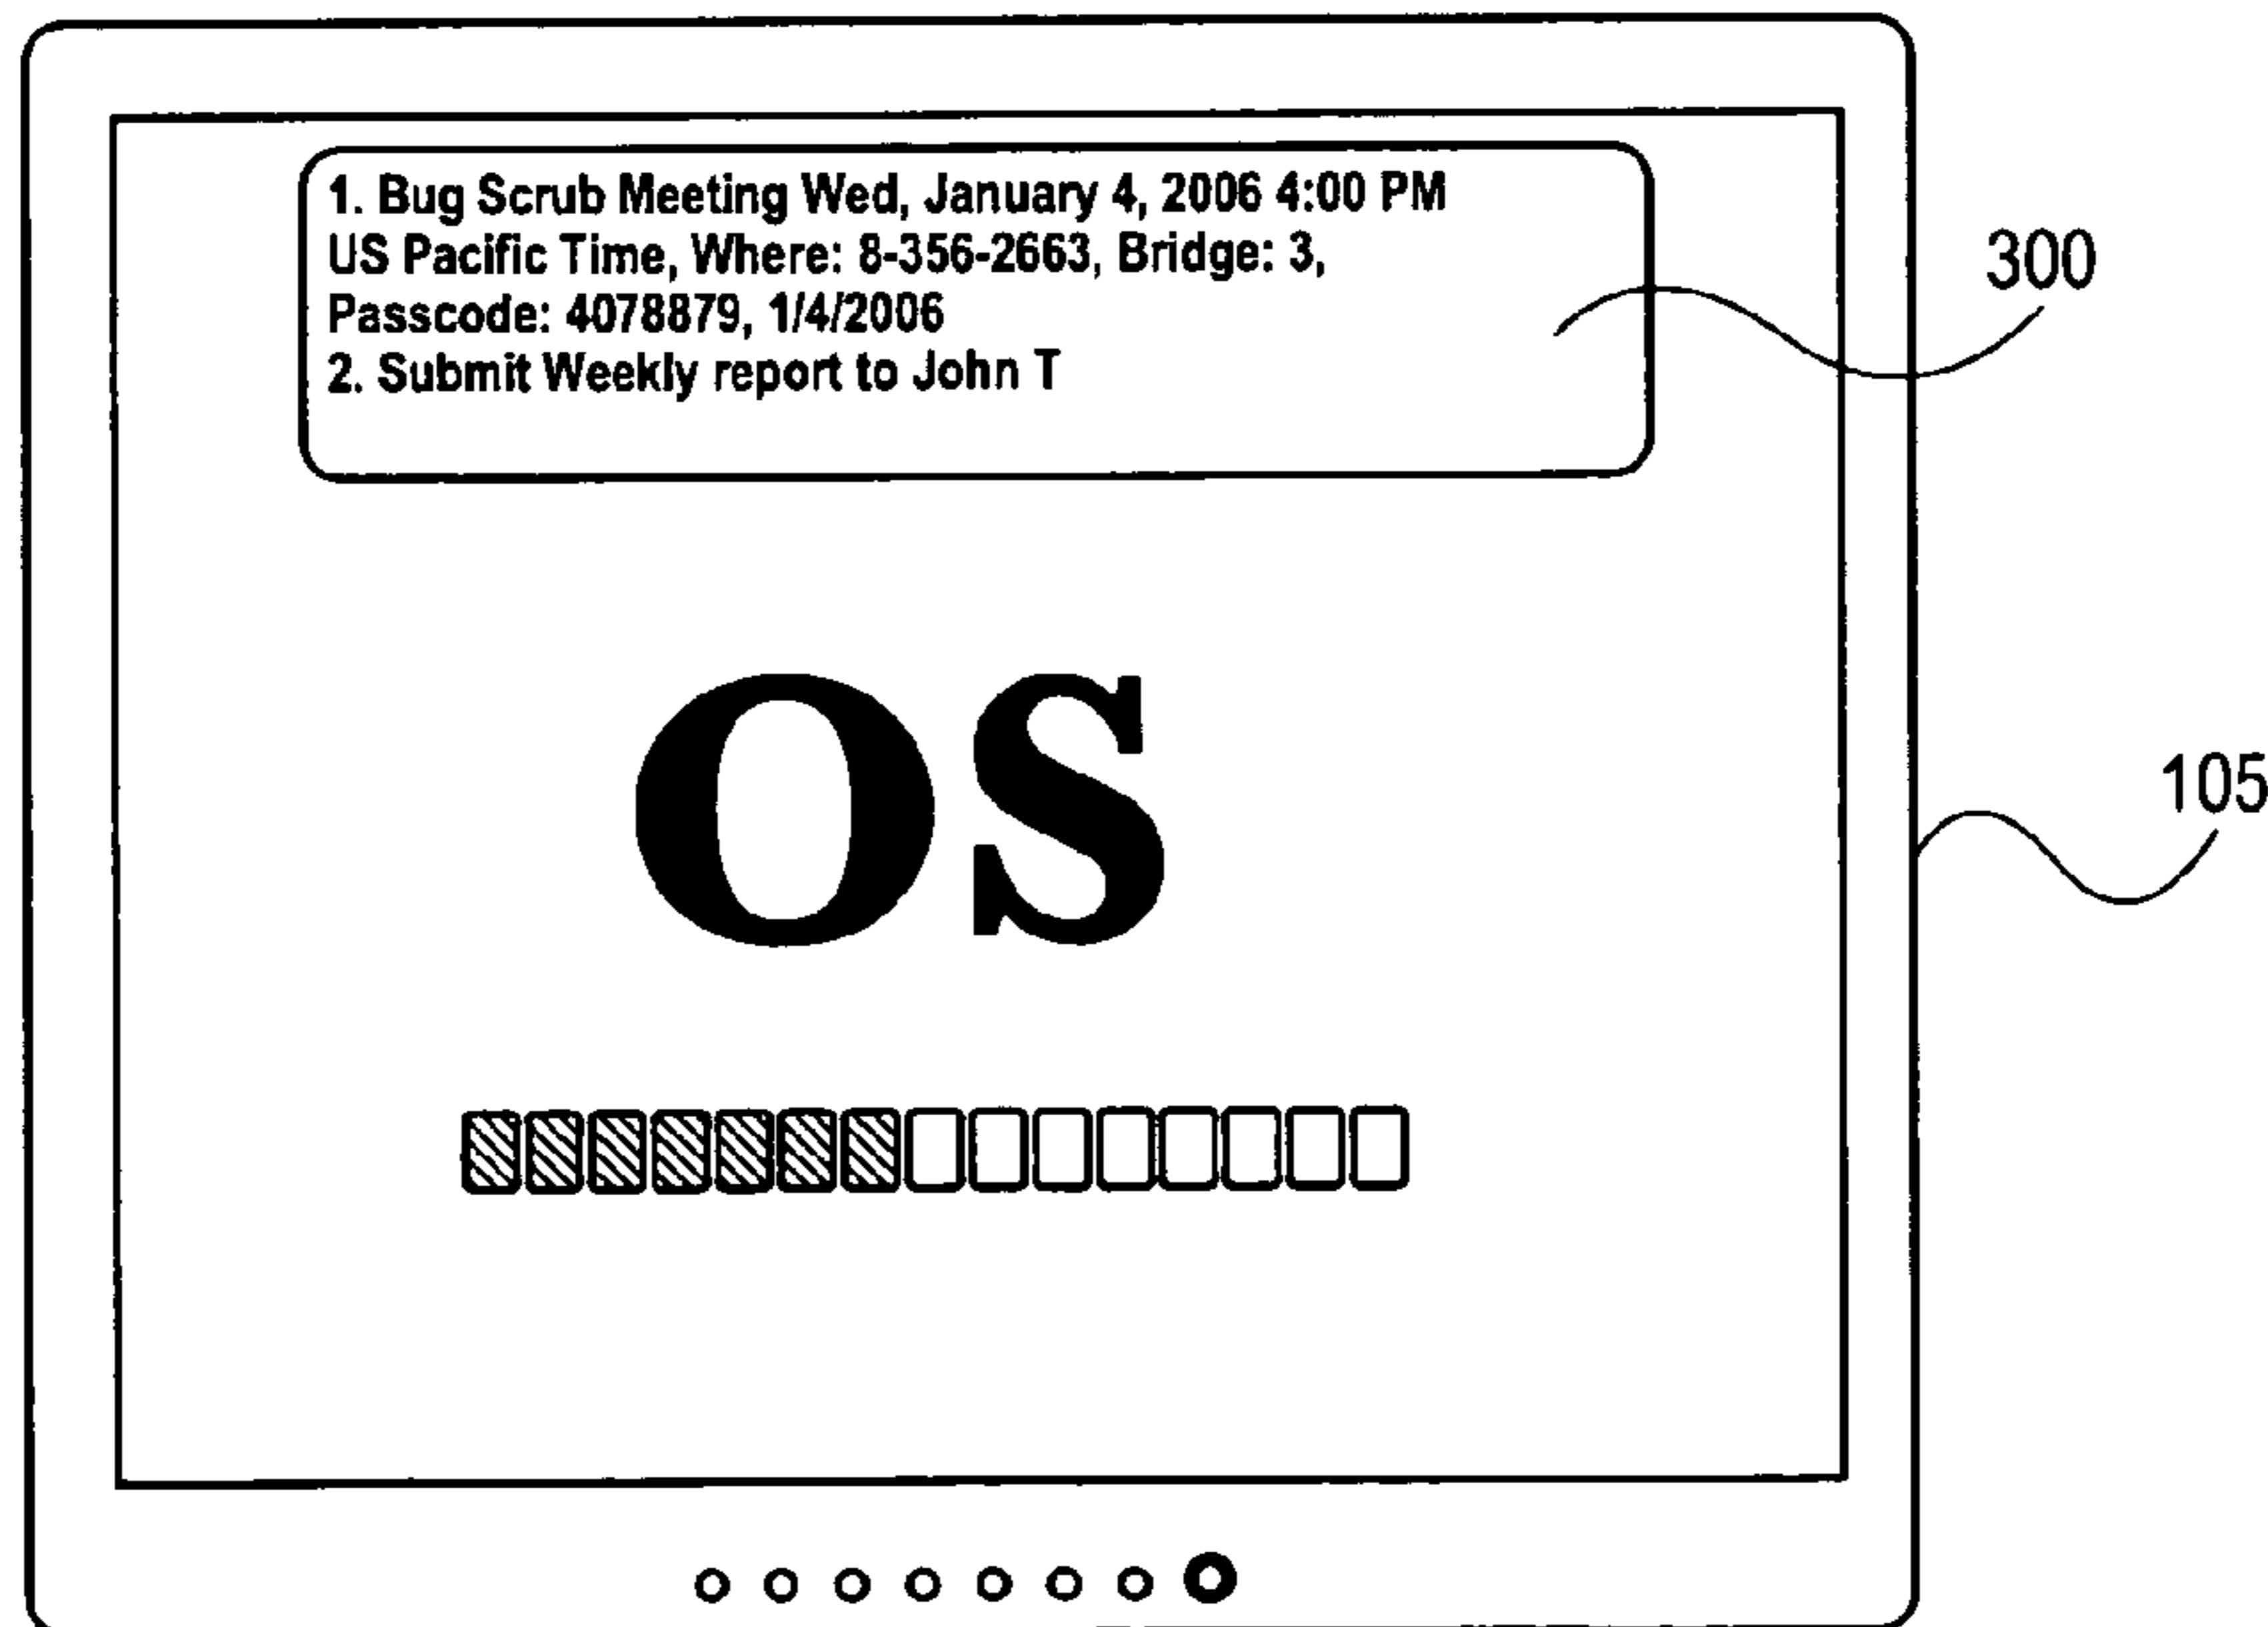 1. Bug Scrub Meeting Wed, January 4, 2006 4:00 PM
US Pacific Time, Where: 8-356-2663, Bridge: 3,
Passcode: 4078879, 1/4/2006
2. Submit Weekly report to John T
300
105
OS